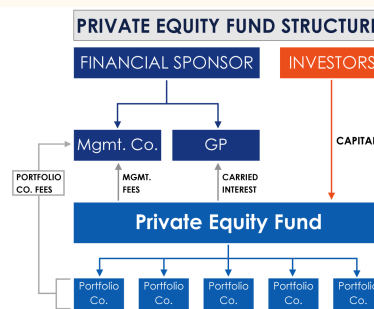 PRIVATE EQUITY FUND STRUCTURE
FINANCIAL SPONSOR
INVESTORS
Mgmt. Co.
GP
CAPITAL
PORTFOLIO
CO. FEES
MGMT.
FEES
CARRIED
INTEREST
Private Equity Fund
Portfolio
Co.
Portfolio
Co.
Portfolio
Co.
Portfolio
Co.
Portfolio
Co.